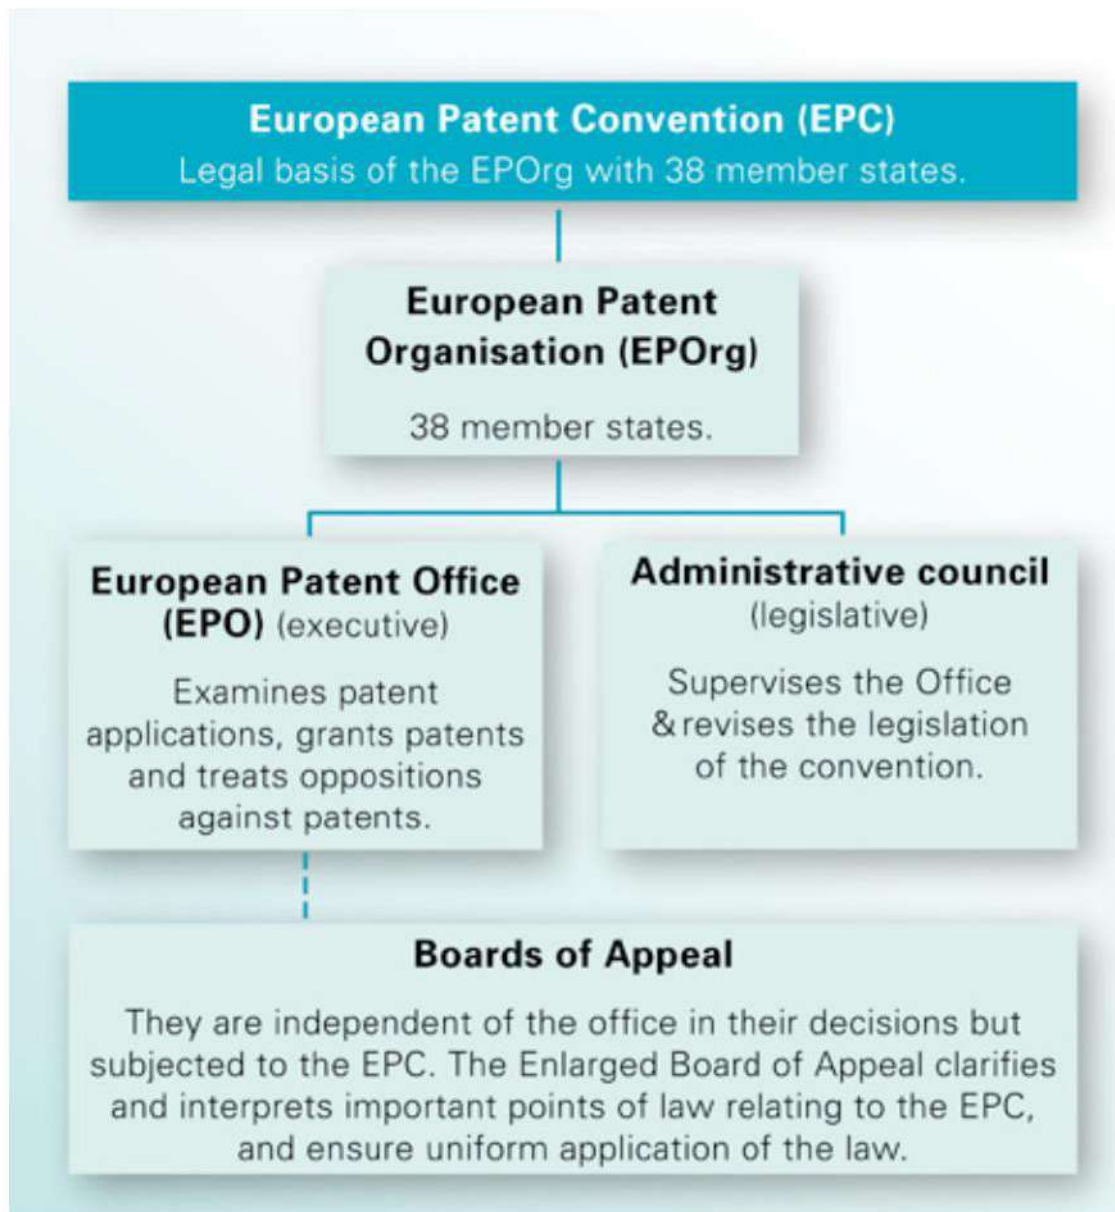 European Patent Convention (EPC)
Legal basis of the EPOrg with 38 member states.
European Patent
Organisation (EPOrg)
38 member states.
European Patent Office
(EPO) (executive)
Examines patent
applications, grants patents
and treats oppositions
against patents.
Administrative council
(legislative)
Supervises the Office
& revises the legislation
of the convention.
Boards of Appeal
They are independent of the office in their decisions but
subjected to the EPC. The Enlarged Board of Appeal clarifies
and interprets important points of law relating to the EPC,
and ensure uniform application of the law.